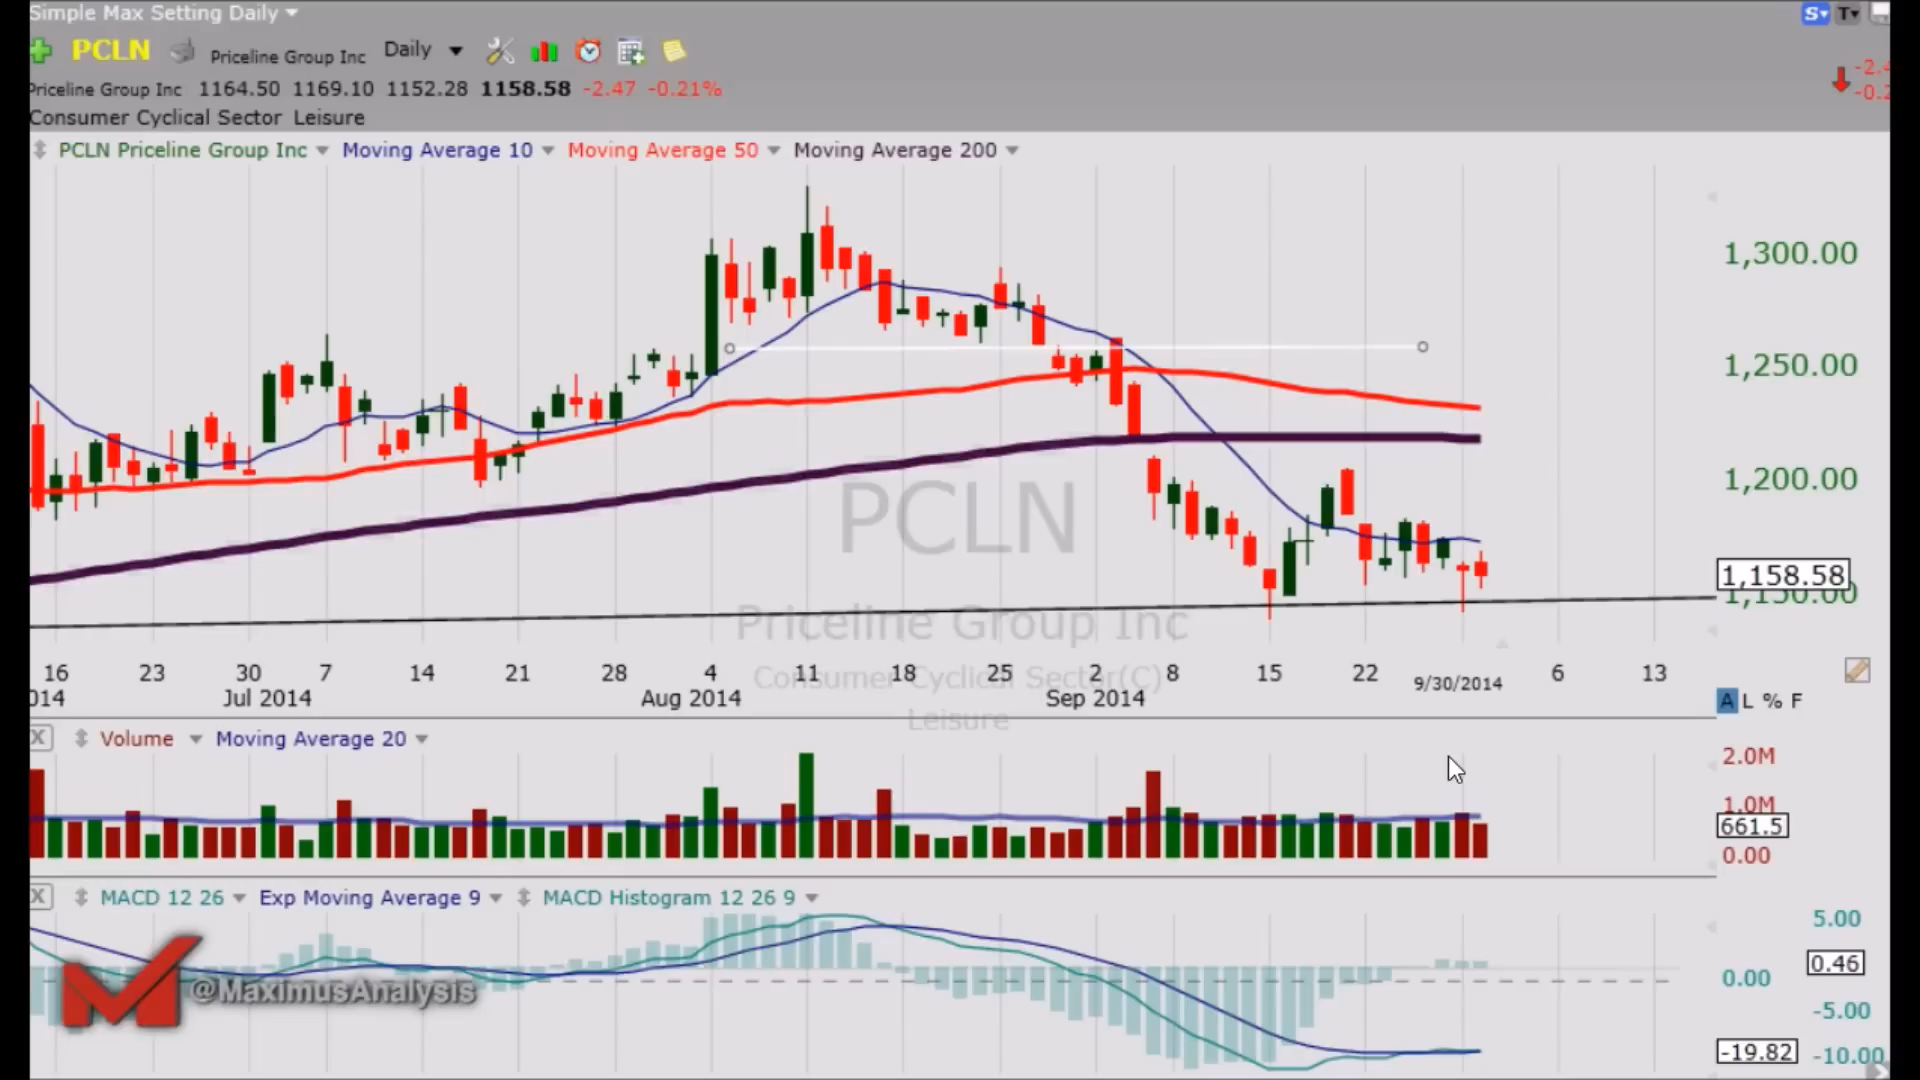 Simple Max Setting Daily
S T
PCLN Priceline Group Inc Daily
Priceline Group Inc 1164.50 1169.10 1152.28 1158.58 -2.47 -0.21%
Consumer Cyclical Sector Leisure
PCLN Priceline Group Inc Moving Average 10 Moving Average 50 Moving Average 200
1,300.00
1,250.00
1,200.00
PCLN
1,158.58
1,150.00
Priceline Group Inc
16 23 30 7 14 21 28 4 11 18 25 2 8 15 22 9/30/2014 6 13
Consumer Cyclical Sector(C)
014 Jul 2014 Aug 2014 Sep 2014
A L % F
Leisure
X Volume Moving Average 20
2.0M
1.0M
661.5
0.00
X MACD 12 26 Exp Moving Average 9 MACD Histogram 12 26 9
5.00
0.46
0.00
@MaximusAnalysis
-5.00
-19.82
-10.00